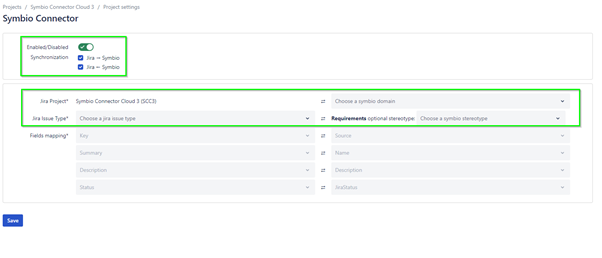 Projects / Symbio Connector Cloud 3 / Project settings
Symbio Connector
Enabled/Disabled
Synchronization Jira ⇒ Symbio
Jira ⇐ Symbio
Jira Project* Symbio Connector Cloud 3 (SCC3) ⇄ Choose a symbio domain
Jira Issue Type* Choose a jira issue type ⇄ Requirements optional stereotype: Choose a symbio stereotype
Fields mapping* Key ⇄ Source
Summary ⇄ Name
Description ⇄ Description
Status ⇄ JiraStatus
Save